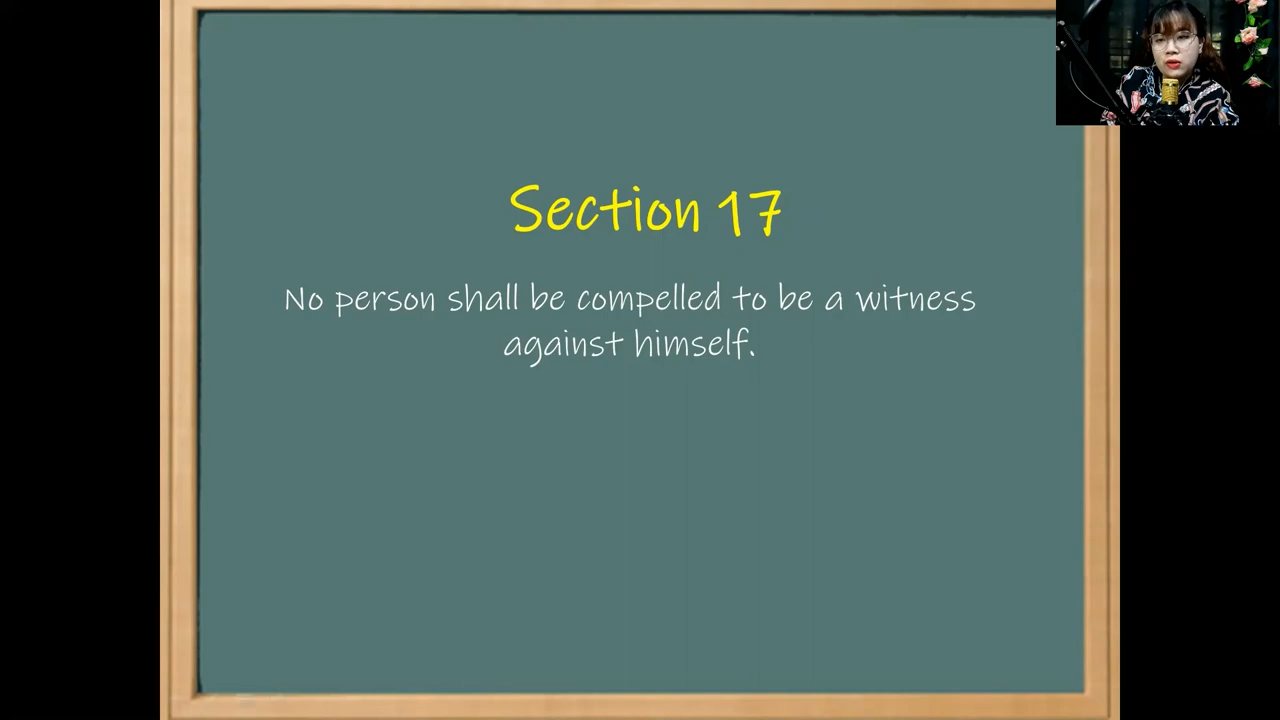 Section 17
No person shall be compelled to be a witness
against himself.